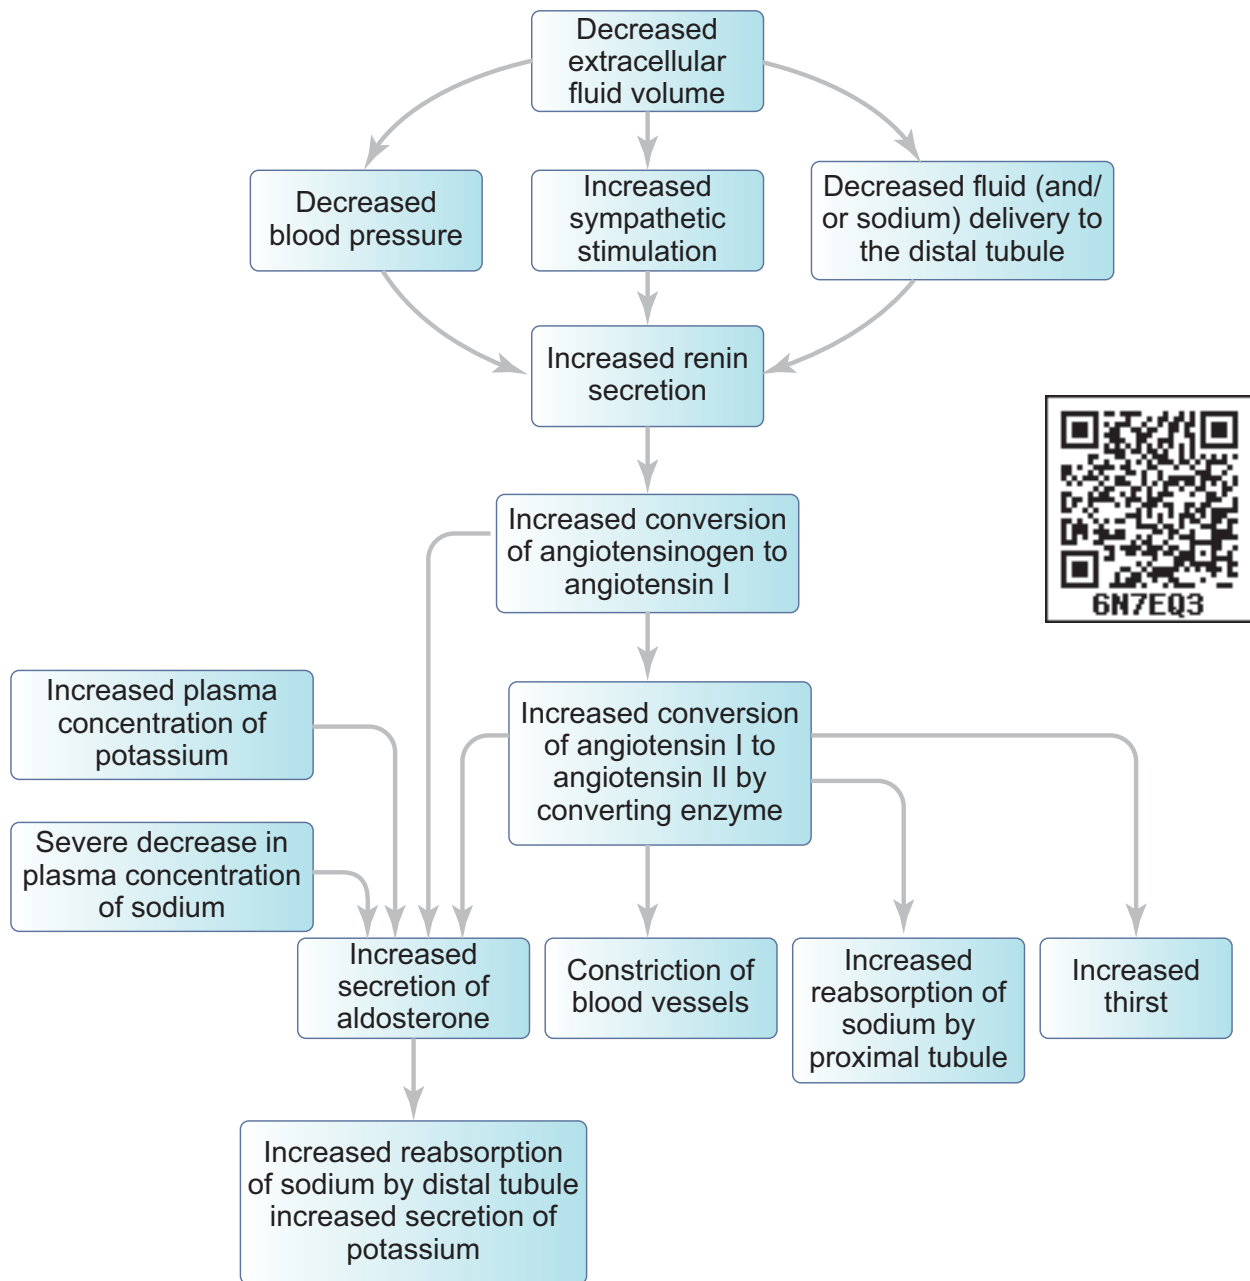 Decreased
extracellular
fluid volume
Decreased
blood pressure
Increased
sympathetic
stimulation
Decreased fluid (and/
or sodium) delivery to
the distal tubule
Increased renin
secretion
Increased conversion
of angiotensinogen to
angiotensin I
6N7EQ3
Increased plasma
concentration of
potassium
Increased conversion
of angiotensin I to
angiotensin II by
converting enzyme
Severe decrease in
plasma concentration
of sodium
Increased
secretion of
aldosterone
Constriction of
blood vessels
Increased
reabsorption of
sodium by
proximal tubule
Increased
thirst
Increased reabsorption
of sodium by distal tubule
increased secretion of
potassium